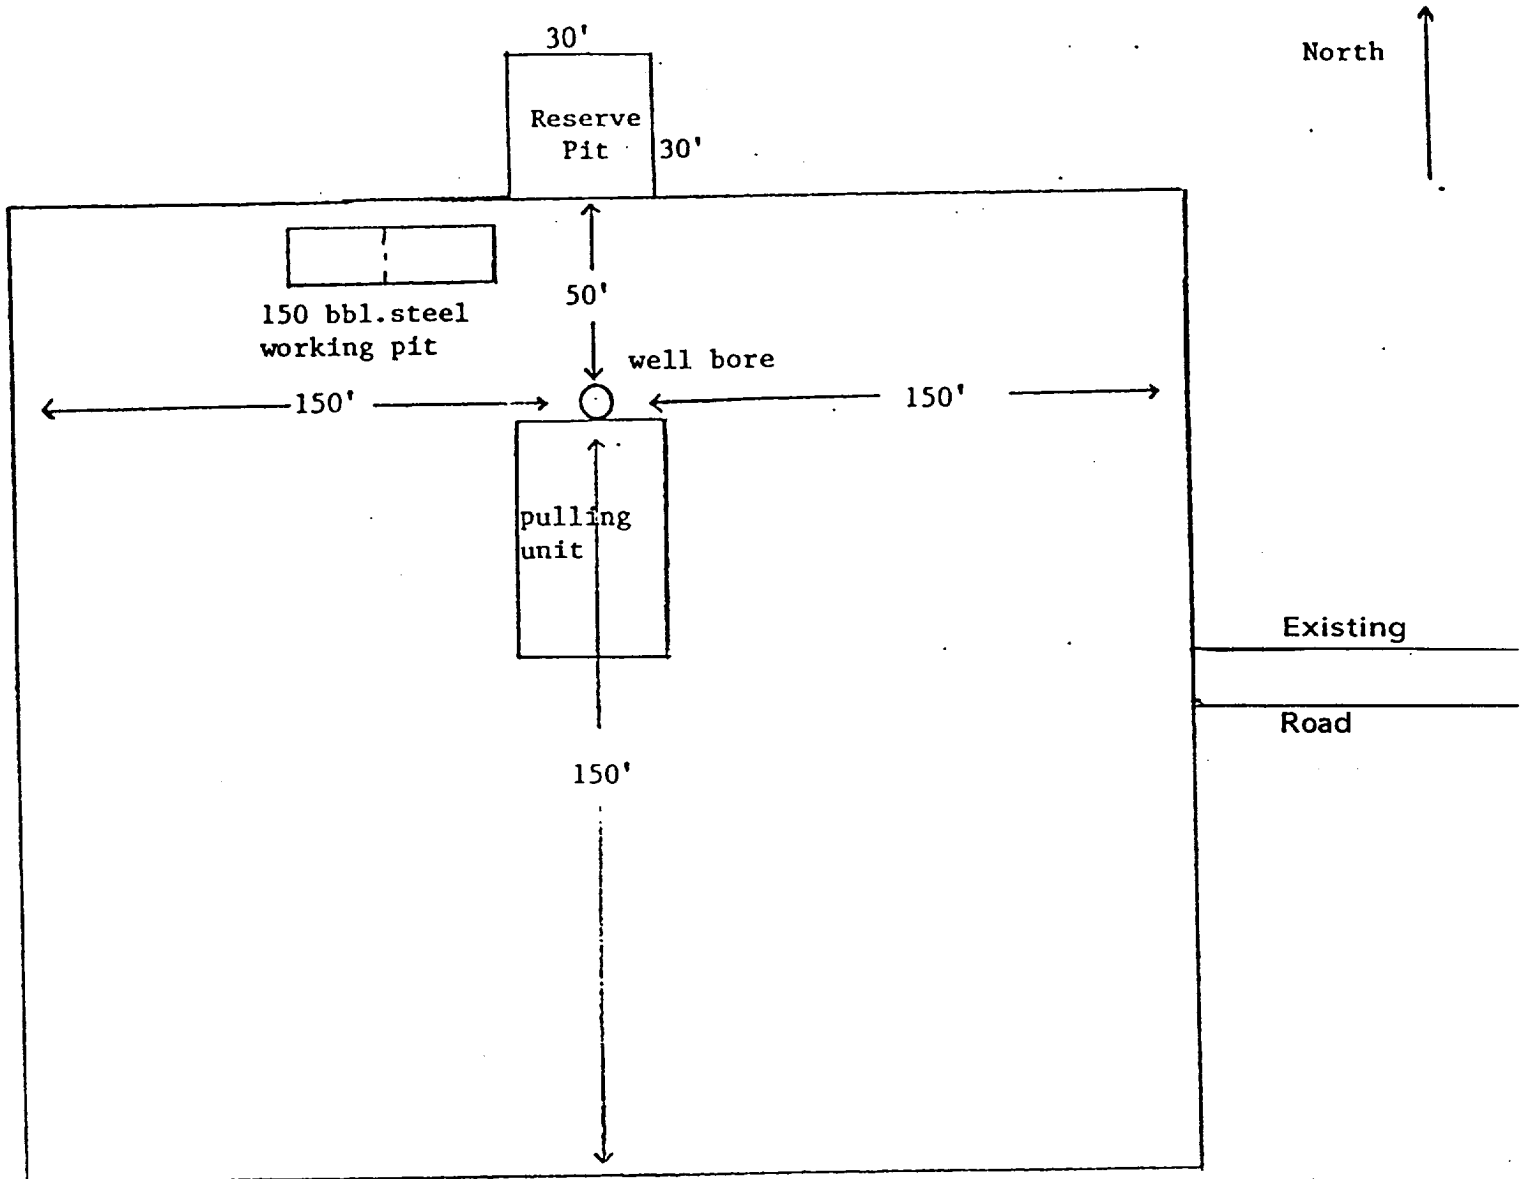 30'
North
Reserve
Pit
30'
50'
150 bbl.steel
working pit
well bore
150'
150'
pulling
unit
Existing
Road
150'